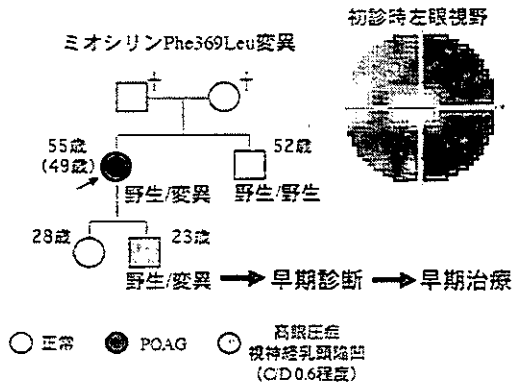 ミオシリンPhe369Leu変異
初診時左眼視野
55歳
(49歳)
52歳
野生/変異
野生/野生
28歳
23歳
野生/変異 → 早期診断 → 早期治療
正常
POAG
高眼圧症
視神経乳頭陥凹
(C/D 0.6程度)